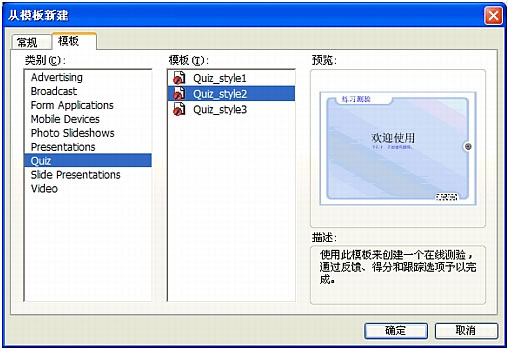 从模板新建
常规
模板
类别(C):
Advertising
Broadcast
Form Applications
Mobile Devices
Photo Slideshows
Presentations
Quiz
Slide Presentations
Video
模板(T):
Quiz_style1
Quiz_style2
Quiz_style3
预览:
练习测验
欢迎使用
描述:
使用此模板来创建一个在线测验，
通过反馈、得分和跟踪选项予以完
成。
确定
取消